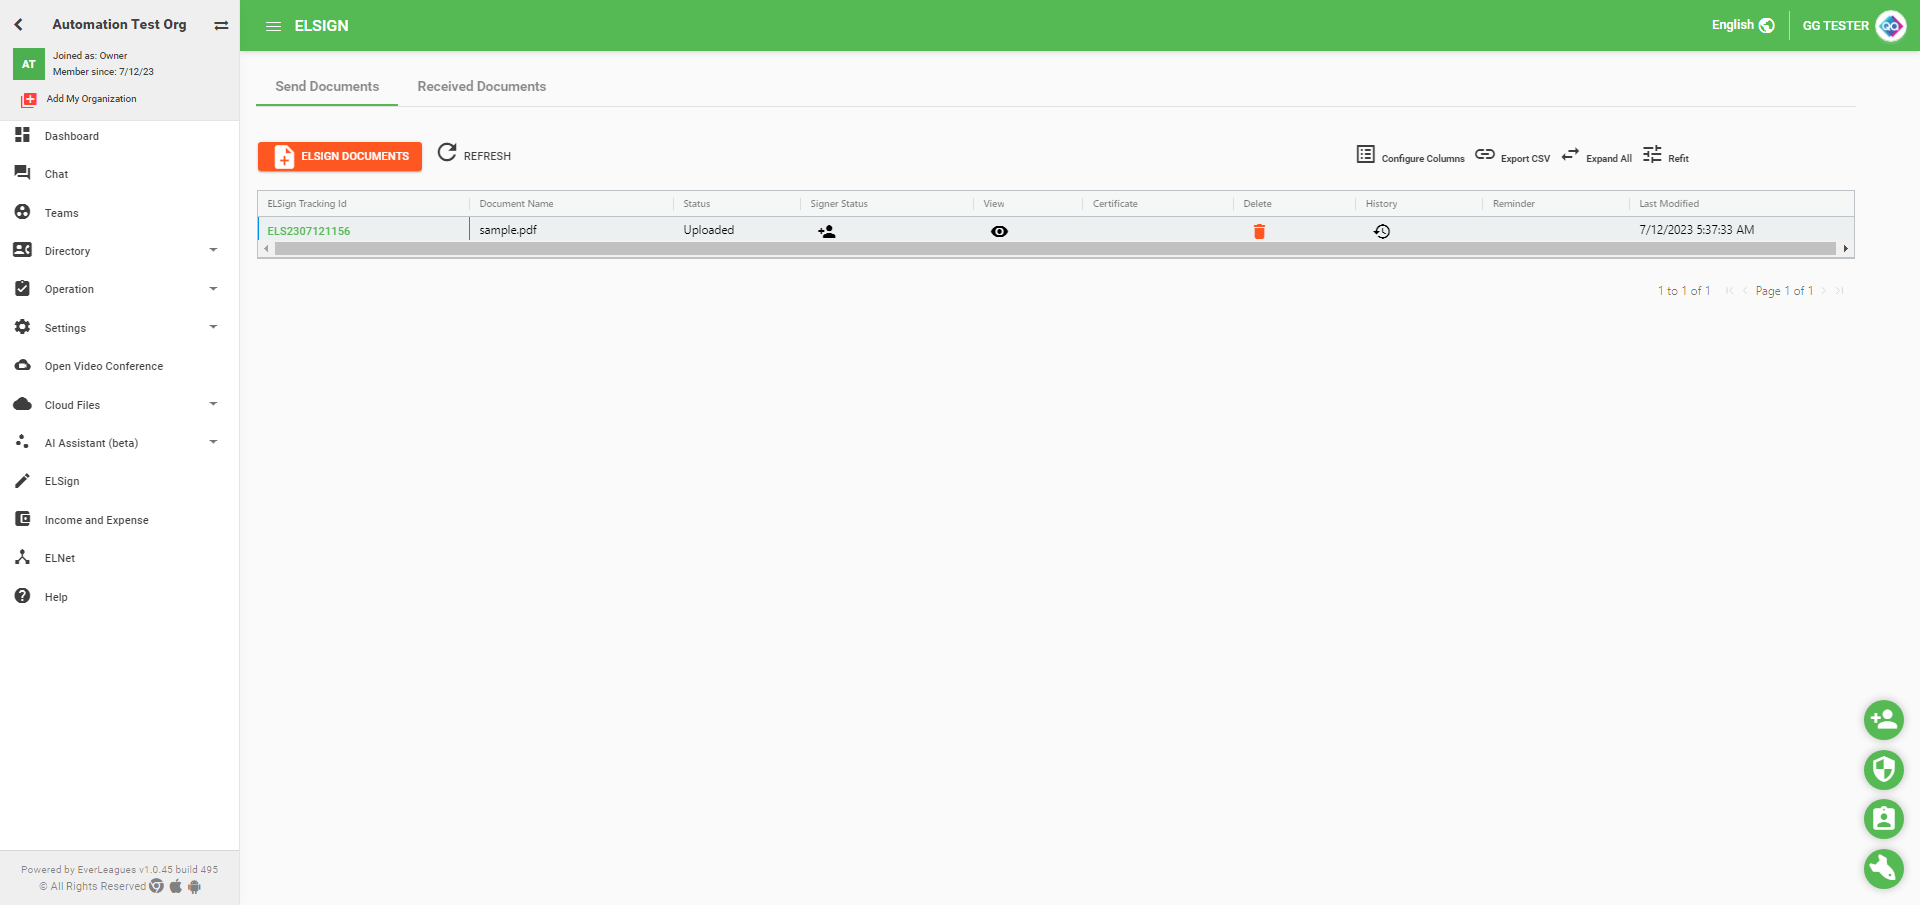 Automation Test Org
AT
Joined as: Owner
Member since: 7/12/23
Add My Organization
Dashboard
Chat
Teams
Directory
Operation
Settings
Open Video Conference
Cloud Files
AI Assistant (beta)
ELSign
Income and Expense
ELNet
Help
Powered by EverLeagues v1.0.45 build 495
© All Rights Reserved
ELSIGN
English
GG TESTER
Send Documents Received Documents
ELSIGN DOCUMENTS REFRESH
Configure Columns Export CSV Expand All Refit
ELSign Tracking Id Document Name Status Signer Status View Certificate Delete History Reminder Last Modified
ELS2307121156 sample.pdf Uploaded 7/12/2023 5:37:33 AM
1 to 1 of 1 Page 1 of 1